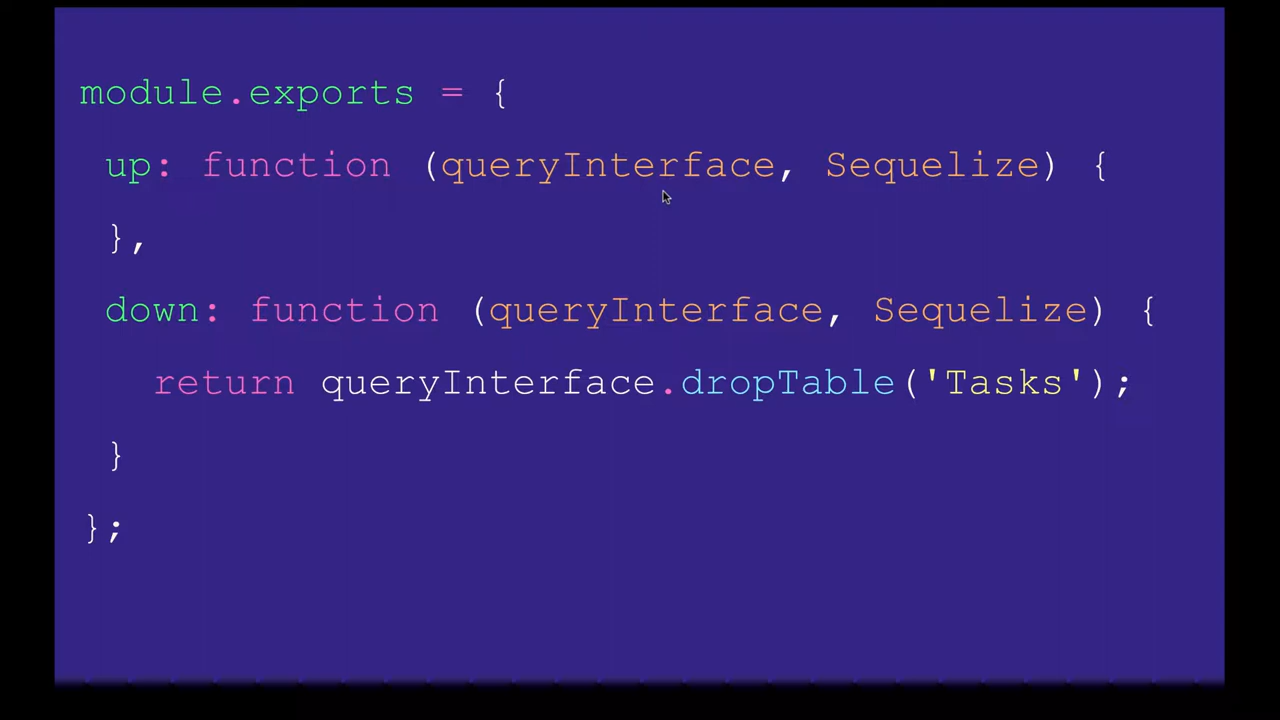 module.exports = {
up: function (queryInterface, Sequelize) {
},
down: function (queryInterface, Sequelize) {
return queryInterface.dropTable('Tasks');
}
};